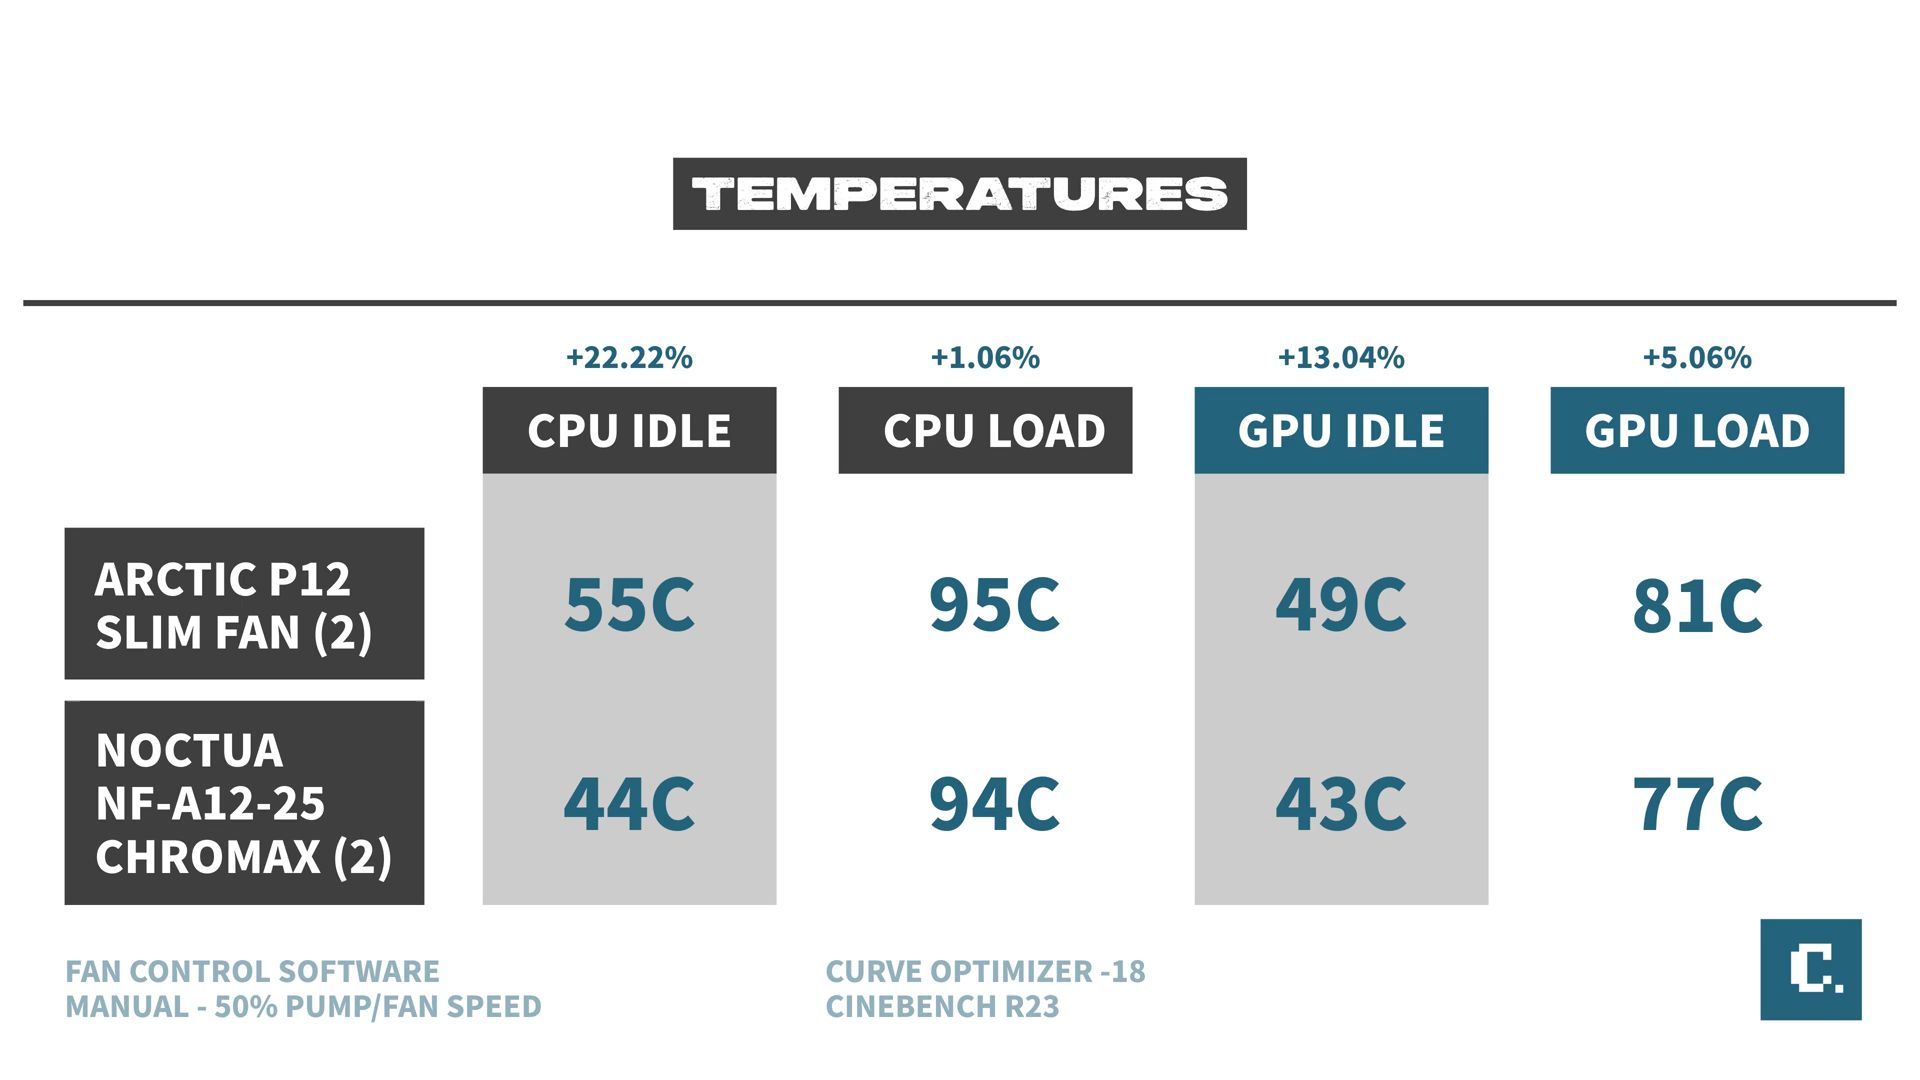 TEMPERATURES
+22.22%
+1.06%
+13.04%
+5.06%
CPU IDLE
CPU LOAD
GPU IDLE
GPU LOAD
ARCTIC P12
SLIM FAN (2)
55C
95C
49C
81C
NOCTUA
NF-A12-25
CHROMAX (2)
44C
94C
43C
77C
FAN CONTROL SOFTWARE
MANUAL - 50% PUMP/FAN SPEED
CURVE OPTIMIZER -18
CINEBENCH R23
C.